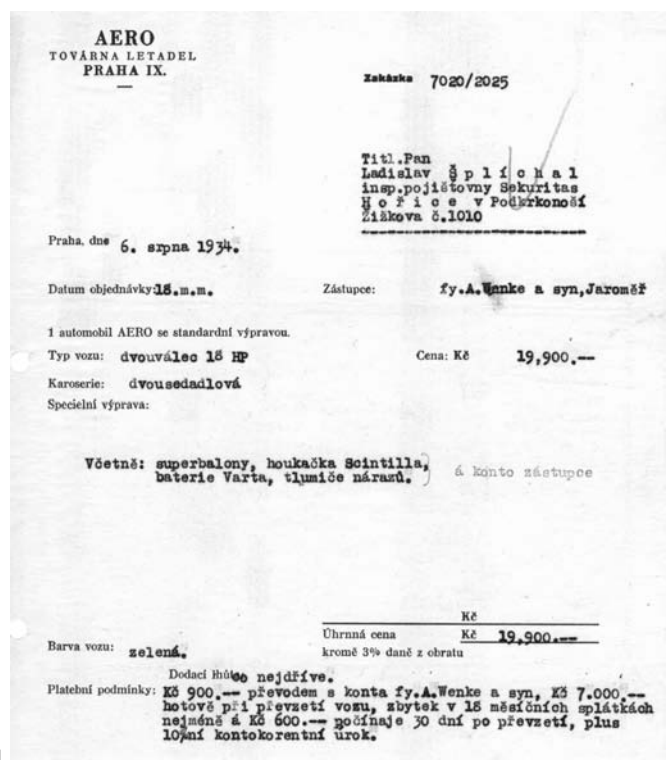 AERO
TOVÁRNA LETADEL
PRAHA IX.
Zakázka 7020/2025
Titl.Pan
Ladislav Š p l í c h a l
insp.pojišťovny Sekuritas
H o ř i c e v Podkrkonoší
Žižkova č.1010
Praha, dne 6. srpna 1934.
Datum objednávky: 18.m.m. Zástupce: fy.A.Wenke a syn,Jaroměř
1 automobil AERO se standardní výpravou.
Typ vozu: dvouválec 18 HP Cena: Kč 19,900.--
Karoserie: dvousedadlová
Specielní výprava:
Včetně: superbalony, houkačka Scintilla,
baterie Varta, tlumiče nárazů. á konto zástupce
Kč
Úhrnná cena Kč 19,900.--
Barva vozu: zelená. kromě 3% daně z obratu
Dodací lhůta: co nejdříve.
Platební podmínky: Kč 900.-- převodem s konta fy.A.Wenke a syn, Kč 7.000.--
hotově při převzetí vozu, zbytek v 18 měsíčních splátkách
nejméně á Kč 600.-- počínaje 30 dní po převzetí, plus
10%ní kontokorentní úrok.